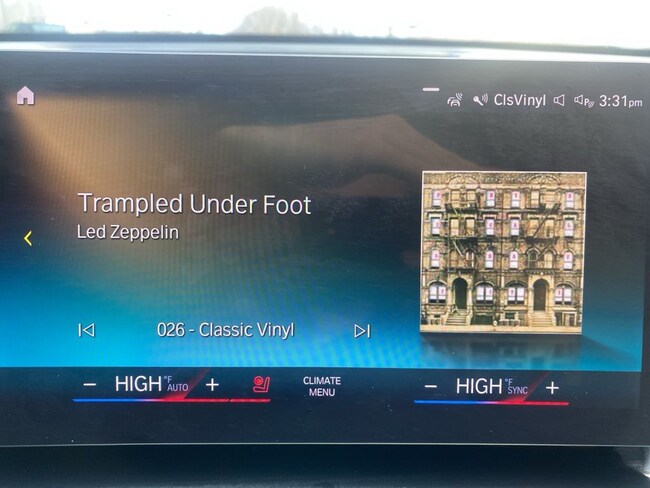 ClsVinyl P 3:31pm
Trampled Under Foot
Led Zeppelin
026 - Classic Vinyl
− HIGH °F AUTO +
CLIMATE
MENU
− HIGH °F SYNC +